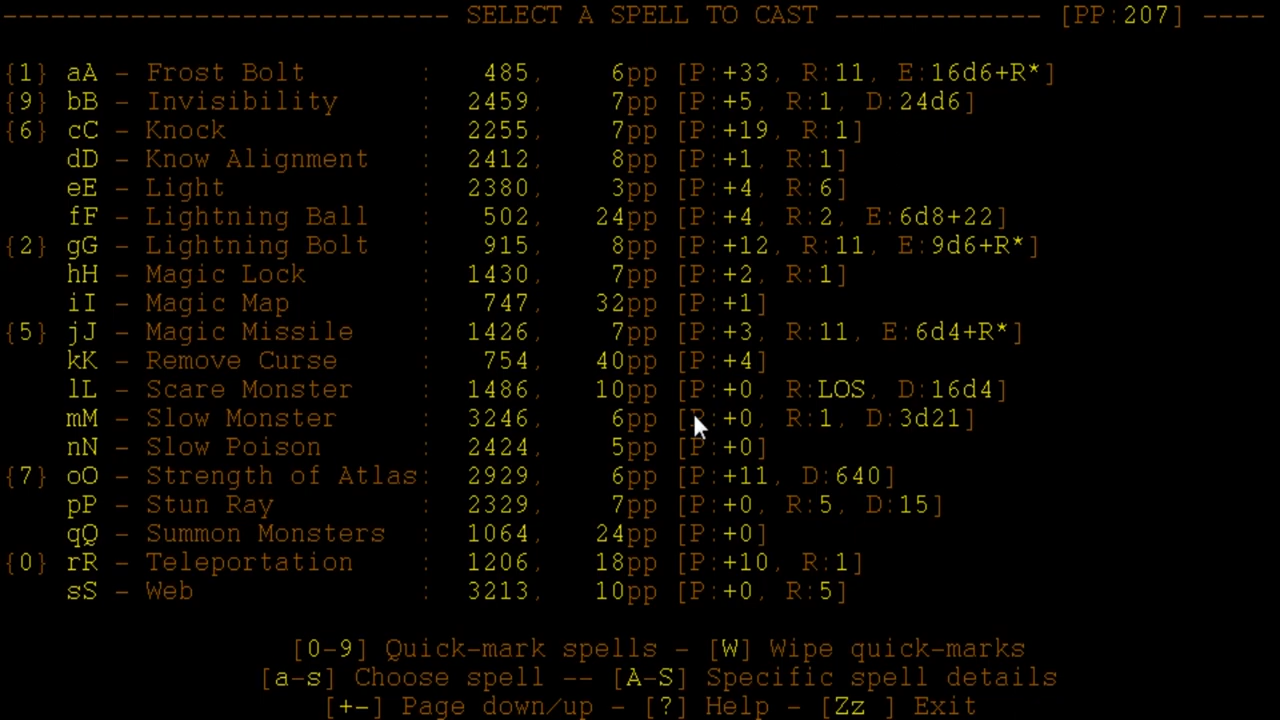 ---------------------------- SELECT A SPELL TO CAST ------------- [PP:207] ----
{1} aA - Frost Bolt : 485, 6pp [P:+33, R:11, E:16d6+R*]
{9} bB - Invisibility : 2459, 7pp [P:+5, R:1, D:24d6]
{6} cC - Knock : 2255, 7pp [P:+19, R:1]
dD - Know Alignment : 2412, 8pp [P:+1, R:1]
eE - Light : 2380, 3pp [P:+4, R:6]
fF - Lightning Ball : 502, 24pp [P:+4, R:2, E:6d8+22]
{2} gG - Lightning Bolt : 915, 8pp [P:+12, R:11, E:9d6+R*]
hH - Magic Lock : 1430, 7pp [P:+2, R:1]
iI - Magic Map : 747, 32pp [P:+1]
{5} jJ - Magic Missile : 1426, 7pp [P:+3, R:11, E:6d4+R*]
kK - Remove Curse : 754, 40pp [P:+4]
lL - Scare Monster : 1486, 10pp [P:+0, R:LOS, D:16d4]
mM - Slow Monster : 3246, 6pp [P:+0, R:1, D:3d21]
nN - Slow Poison : 2424, 5pp [P:+0]
{7} oO - Strength of Atlas: 2929, 6pp [P:+11, D:640]
pP - Stun Ray : 2329, 7pp [P:+0, R:5, D:15]
qQ - Summon Monsters : 1064, 24pp [P:+0]
{0} rR - Teleportation : 1206, 18pp [P:+10, R:1]
sS - Web : 3213, 10pp [P:+0, R:5]
[0-9] Quick-mark spells - [W] Wipe quick-marks
[a-s] Choose spell -- [A-S] Specific spell details
[+-] Page down/up - [?] Help - [Zz ] Exit